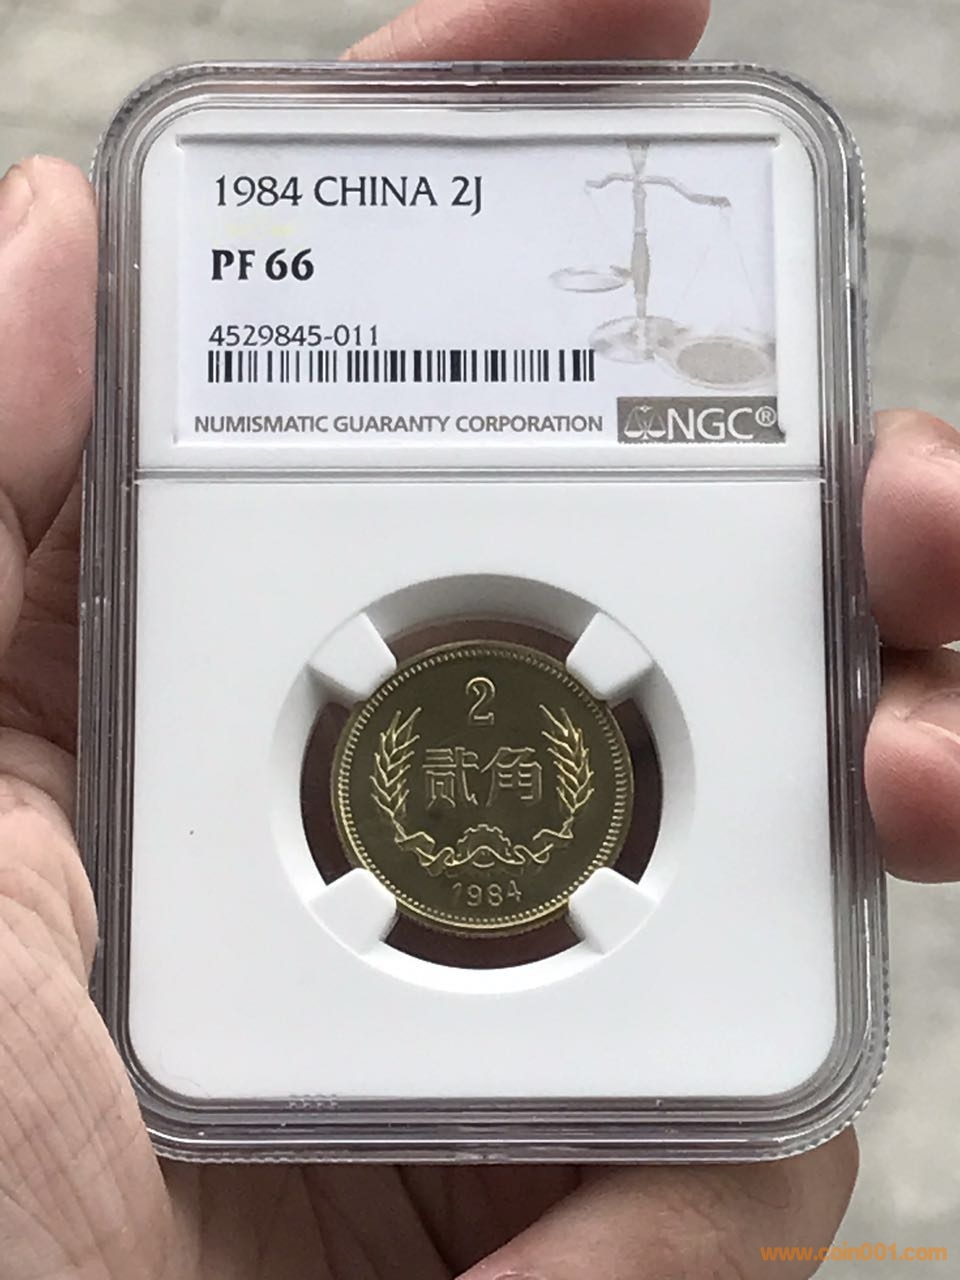 1984 CHINA 2J
PF 66
4529845-011
NUMISMATIC GUARANTY CORPORATION
NGC®
2
贰角
1984
www.coin001.com